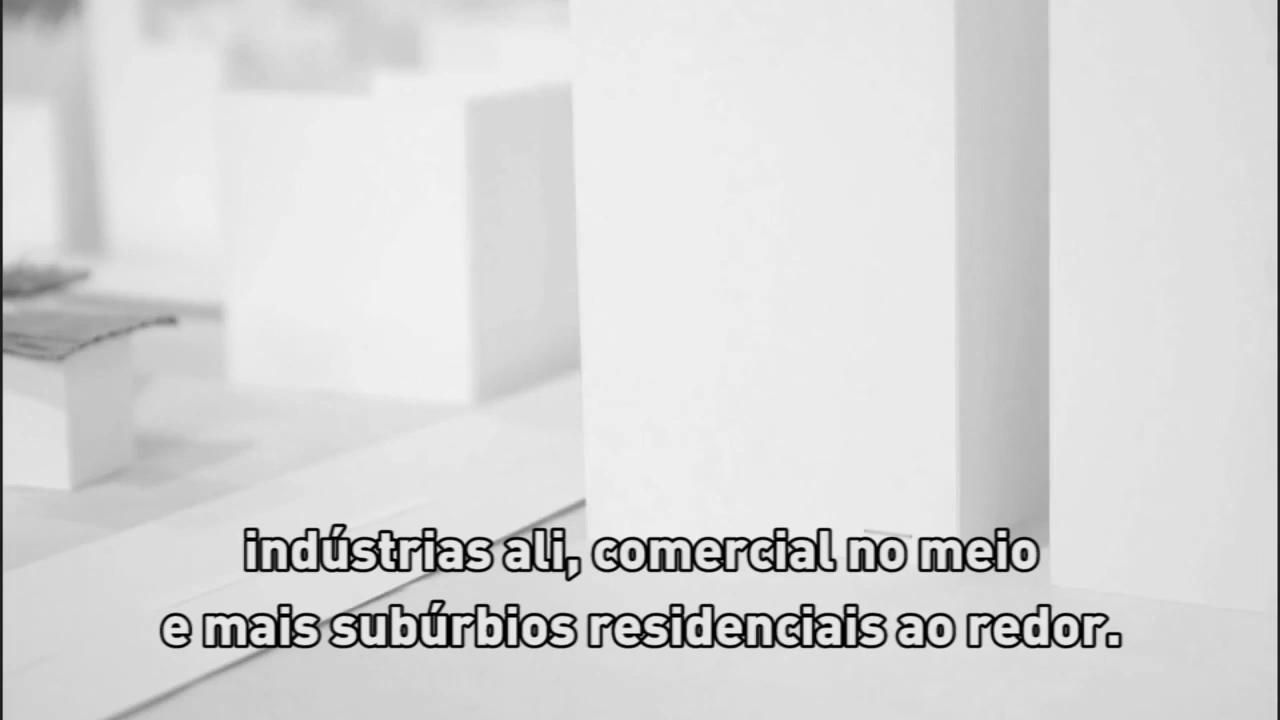 indústrias ali, comercial no meio
e mais subúrbios residenciais ao redor.